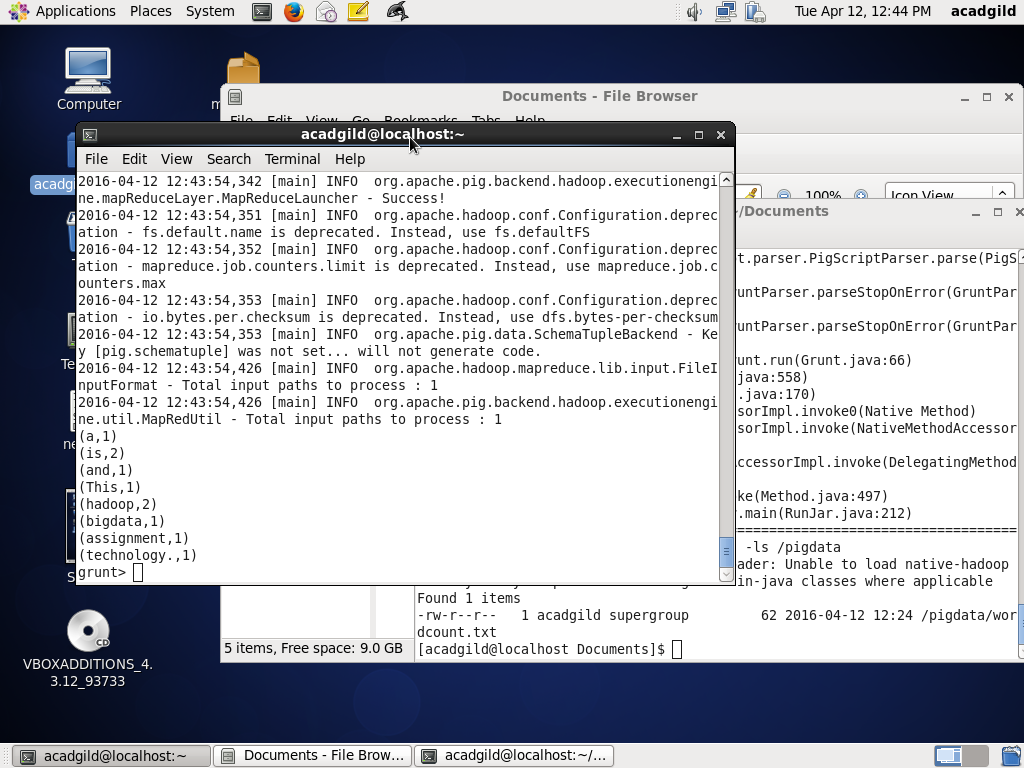 Applications Places System
Tue Apr 12, 12:44 PM acadgild
Computer
Documents - File Browser
File Edit View Go Bookmarks Tabs Help
100% Icon View
acadgild@localhost:~
File Edit View Search Terminal Help
2016-04-12 12:43:54,342 [main] INFO  org.apache.pig.backend.hadoop.executionengi
ne.mapReduceLayer.MapReduceLauncher - Success!
2016-04-12 12:43:54,351 [main] INFO  org.apache.hadoop.conf.Configuration.deprec
ation - fs.default.name is deprecated. Instead, use fs.defaultFS
2016-04-12 12:43:54,352 [main] INFO  org.apache.hadoop.conf.Configuration.deprec
ation - mapreduce.job.counters.limit is deprecated. Instead, use mapreduce.job.c
ounters.max
2016-04-12 12:43:54,353 [main] INFO  org.apache.hadoop.conf.Configuration.deprec
ation - io.bytes.per.checksum is deprecated. Instead, use dfs.bytes-per-checksum
2016-04-12 12:43:54,353 [main] INFO  org.apache.pig.data.SchemaTupleBackend - Ke
y [pig.schematuple] was not set... will not generate code.
2016-04-12 12:43:54,426 [main] INFO  org.apache.hadoop.mapreduce.lib.input.FileI
nputFormat - Total input paths to process : 1
2016-04-12 12:43:54,426 [main] INFO  org.apache.pig.backend.hadoop.executionengi
ne.util.MapRedUtil - Total input paths to process : 1
(a,1)
(is,2)
(and,1)
(This,1)
(hadoop,2)
(bigdata,1)
(assignment,1)
(technology.,1)
grunt>
/Documents
t.parser.PigScriptParser.parse(PigS
runtParser.parseStopOnError(GruntPar
runtParser.parseStopOnError(GruntPar
runt.run(Grunt.java:66)
java:558)
.java:170)
sorImpl.invoke0(Native Method)
sorImpl.invoke(NativeMethodAccessor
ccessorImpl.invoke(DelegatingMethod
ke(Method.java:497)
.main(RunJar.java:212)
===================================
-ls /pigdata
ader: Unable to load native-hadoop
in-java classes where applicable
Found 1 items
-rw-r--r--   1 acadgild supergroup         62 2016-04-12 12:24 /pigdata/wor
dcount.txt
[acadgild@localhost Documents]$
5 items, Free space: 9.0 GB
CD
VBOXADDITIONS_4.
3.12_93733
acadgild@localhost:~
Documents - File Brow...
acadgild@localhost:~/...